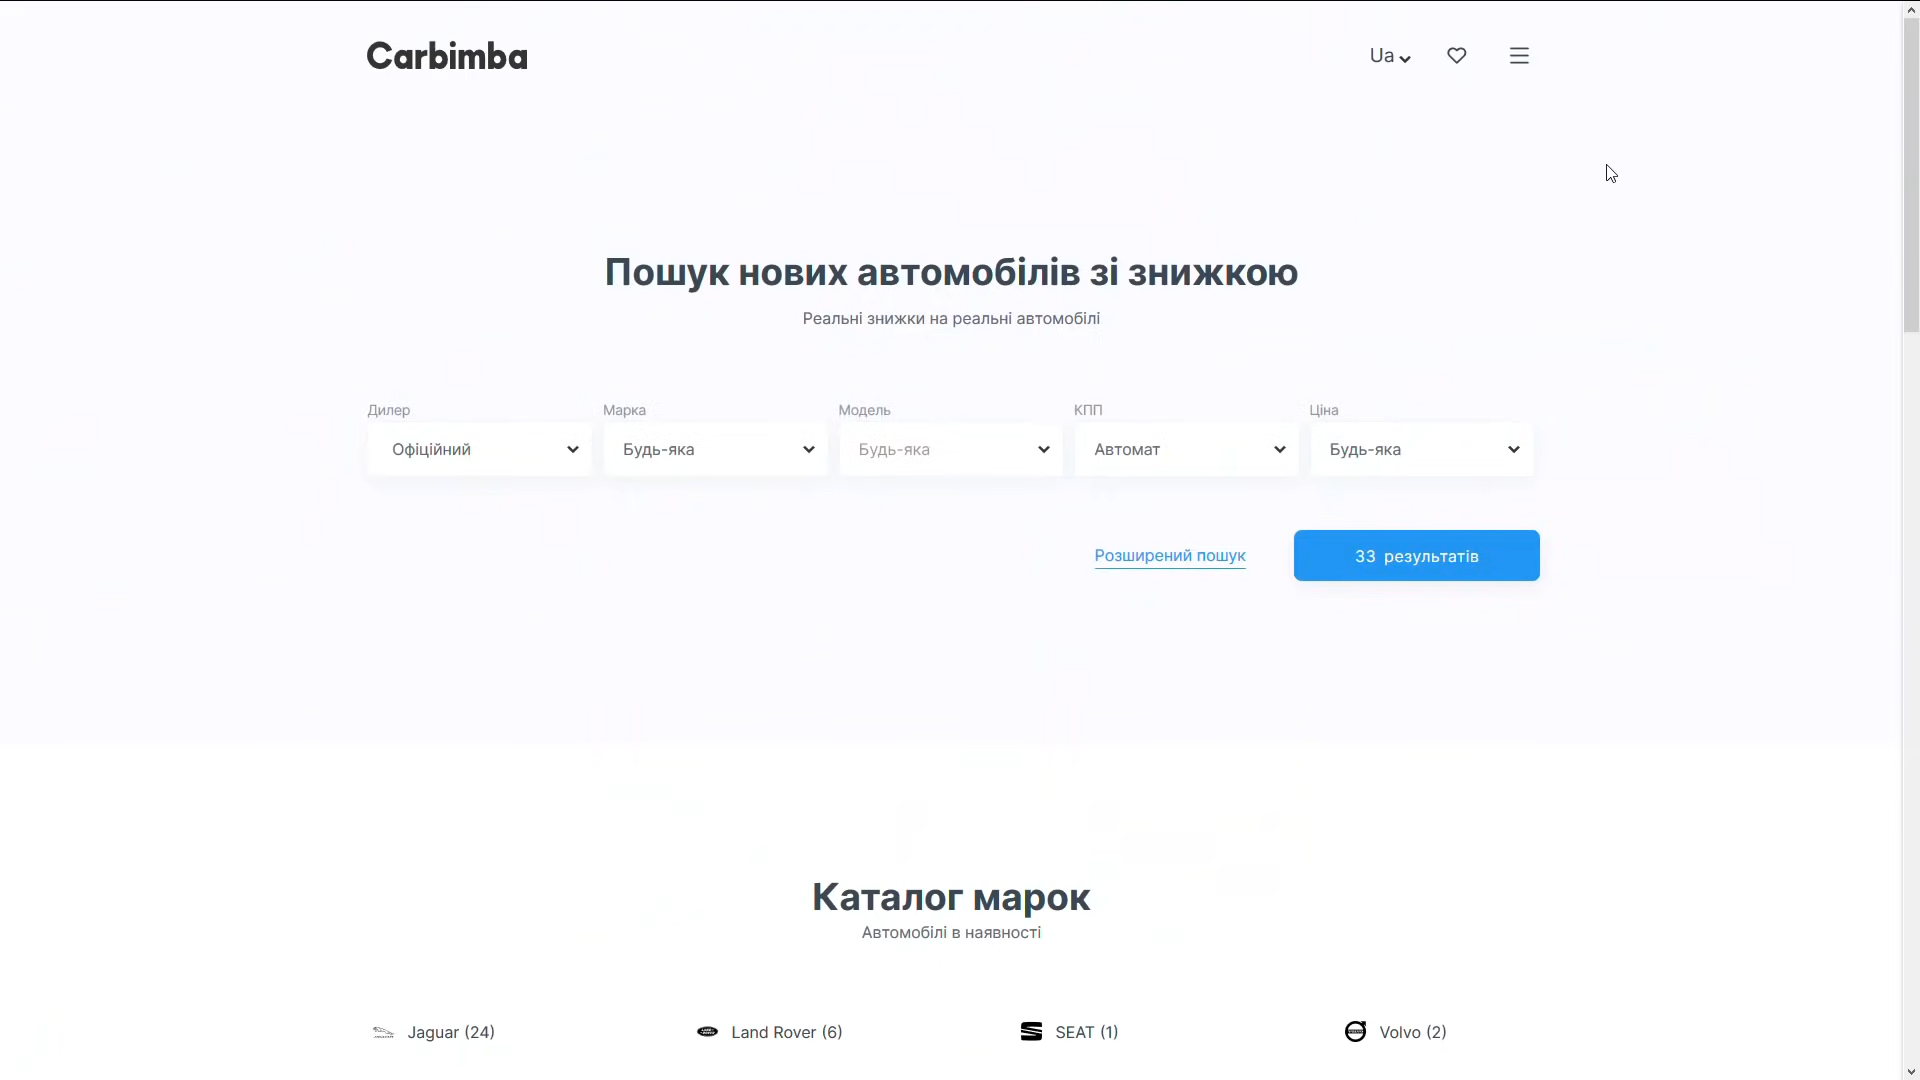 Carbimba
Ua
Пошук нових автомобілів зі знижкою
Реальні знижки на реальні автомобілі
Дилер Марка Модель КПП Ціна
Офіційний Будь-яка Будь-яка Автомат Будь-яка
Розширений пошук 33 результатів
Каталог марок
Автомобілі в наявності
Jaguar (24) Land Rover (6) SEAT (1) Volvo (2)